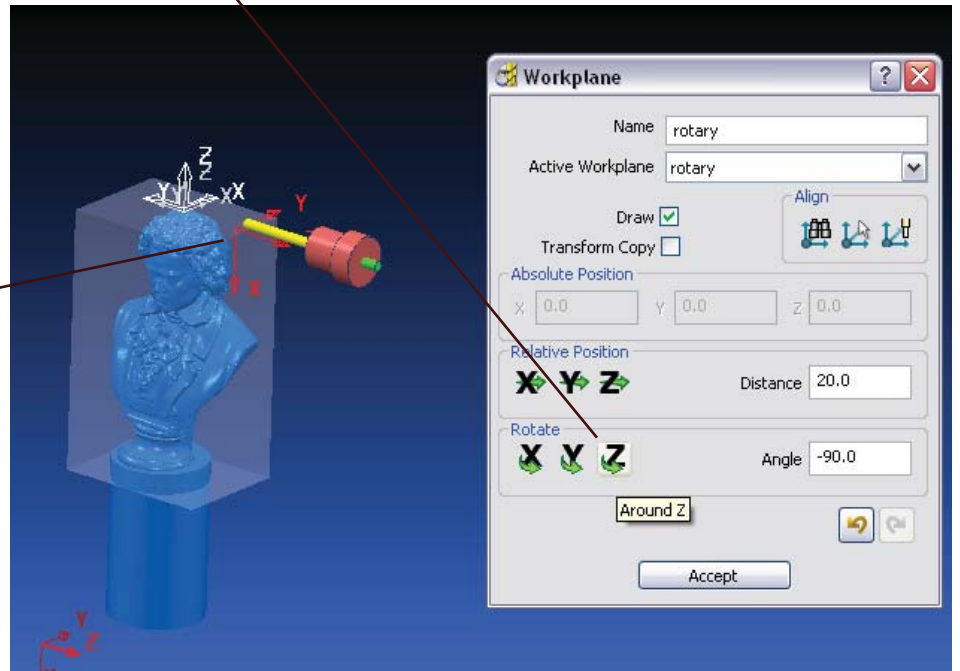 Workplane
Name rotary
Active Workplane rotary
Draw
Transform Copy
Align
Absolute Position
X 0.0 Y 0.0 Z 0.0
Relative Position
X Y Z Distance 20.0
Rotate
X Y Z Angle -90.0
Around Z
Accept
Z
Z
Y Y X X
Z Y
Z
X
Y
Z